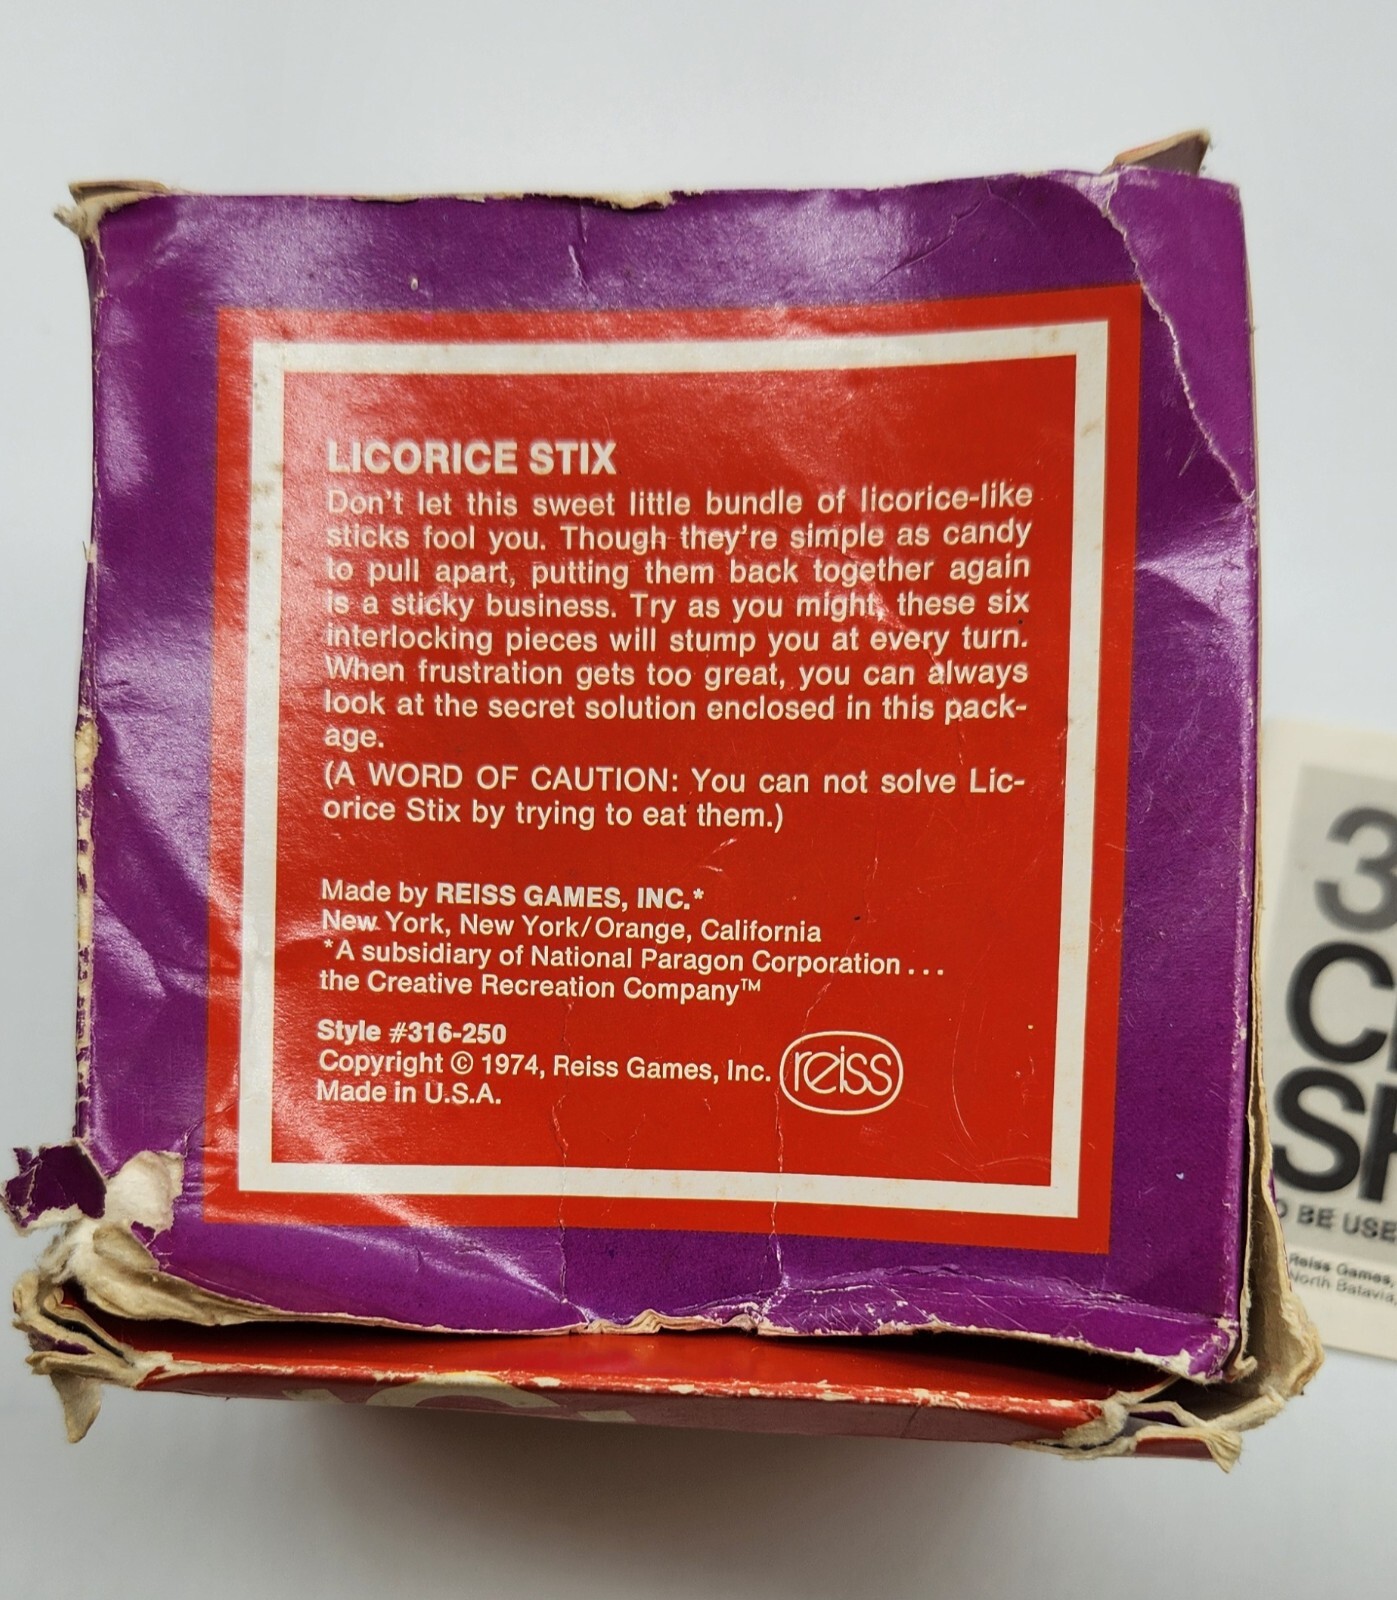 LICORICE STIX
Don't let this sweet little bundle of licorice-like
sticks fool you. Though they're simple as candy
to pull apart, putting them back together again
is a sticky business. Try as you might, these six
interlocking pieces will stump you at every turn.
When frustration gets too great, you can always
look at the secret solution enclosed in this pack-
age.
(A WORD OF CAUTION: You can not solve Lic-
orice Stix by trying to eat them.)
Made by REISS GAMES, INC.*
New York, New York/Orange, California
*A subsidiary of National Paragon Corporation . . .
the Creative Recreation Company™
Style #316-250
Copyright © 1974, Reiss Games, Inc.
reiss
Made in U.S.A.
3
BE USE
Reiss Games,
North Batavia,